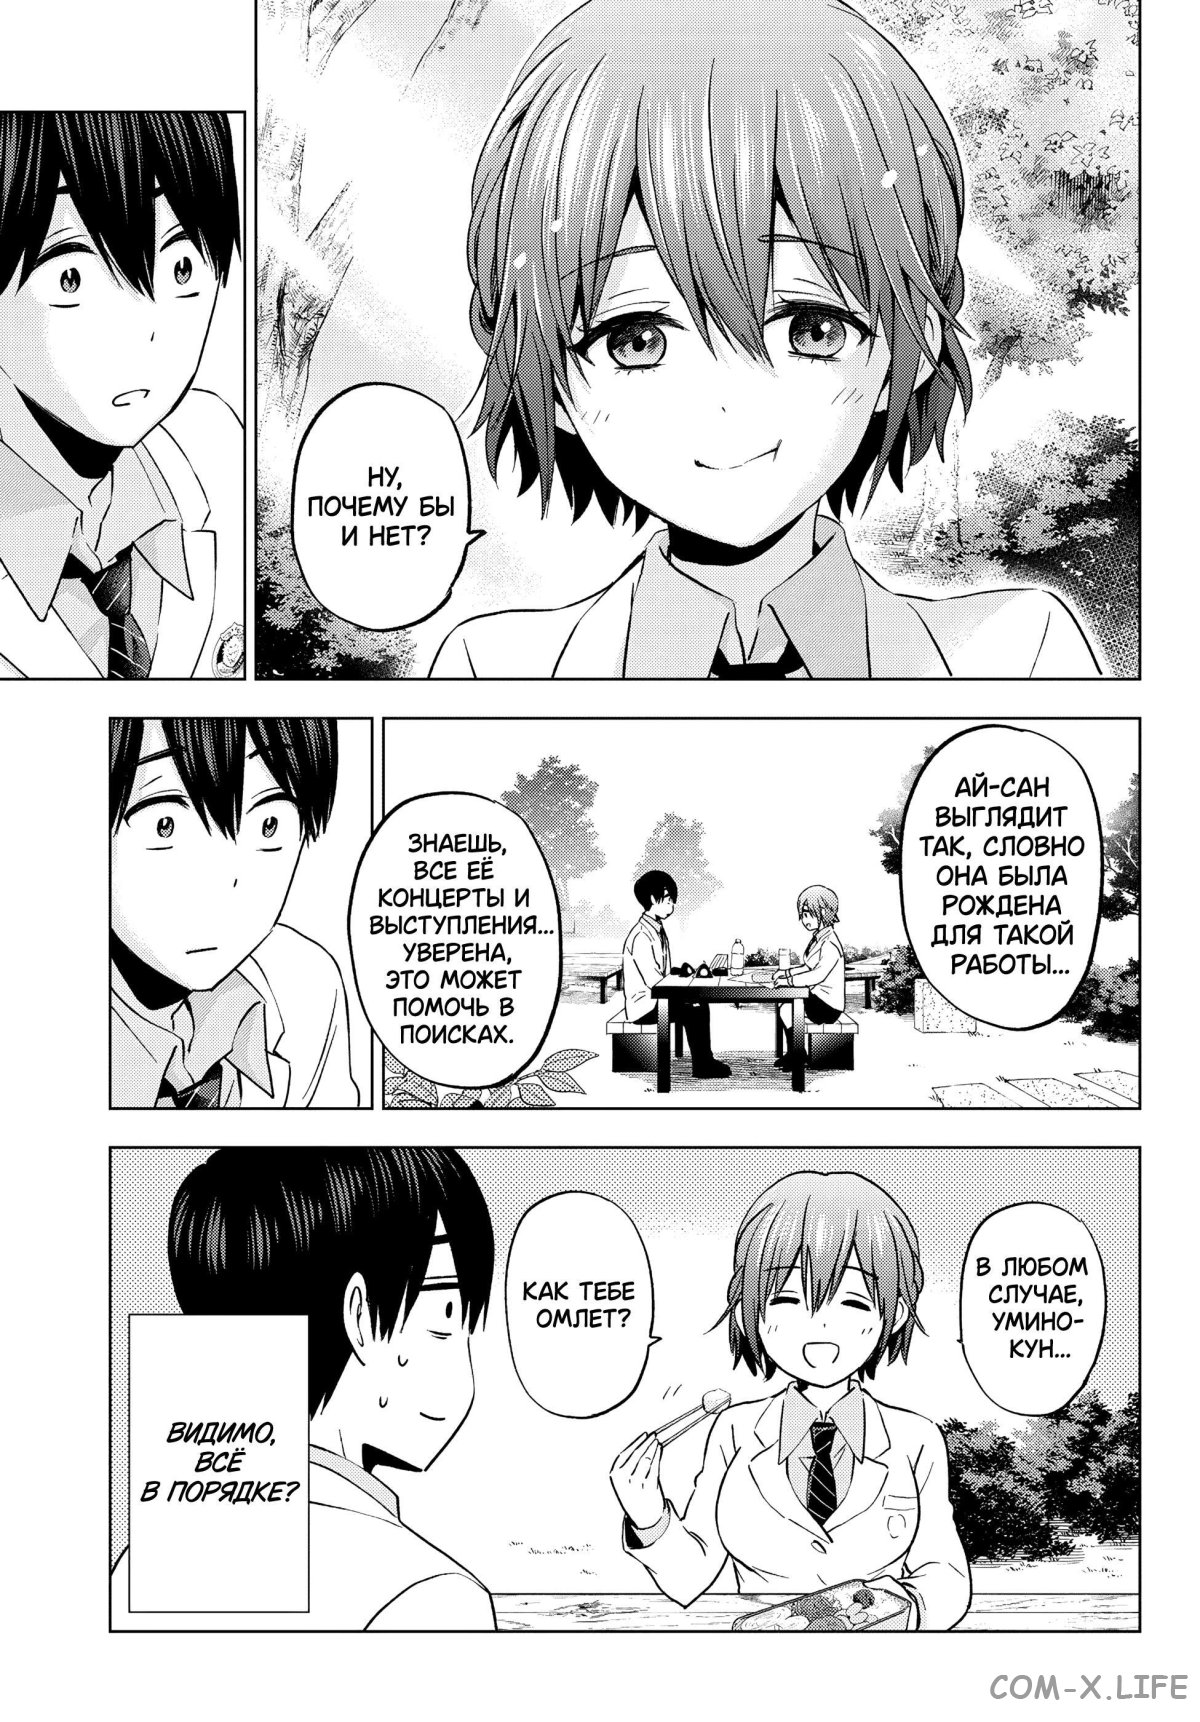 НУ,
ПОЧЕМУ БЫ
И НЕТ?
АЙ-САН
ВЫГЛЯДИТ
ТАК, СЛОВНО
ОНА БЫЛА
РОЖДЕНА
ДЛЯ ТАКОЙ
РАБОТЫ...
ЗНАЕШЬ,
ВСЕ ЕЁ
КОНЦЕРТЫ И
ВЫСТУПЛЕНИЯ...
УВЕРЕНА,
ЭТО МОЖЕТ
ПОМОЧЬ В
ПОИСКАХ.
В ЛЮБОМ
СЛУЧАЕ,
УМИНО-
КУН...
КАК ТЕБЕ
ОМЛЕТ?
ВИДИМО,
ВСЁ
В ПОРЯДКЕ?
COM-X.LIFE